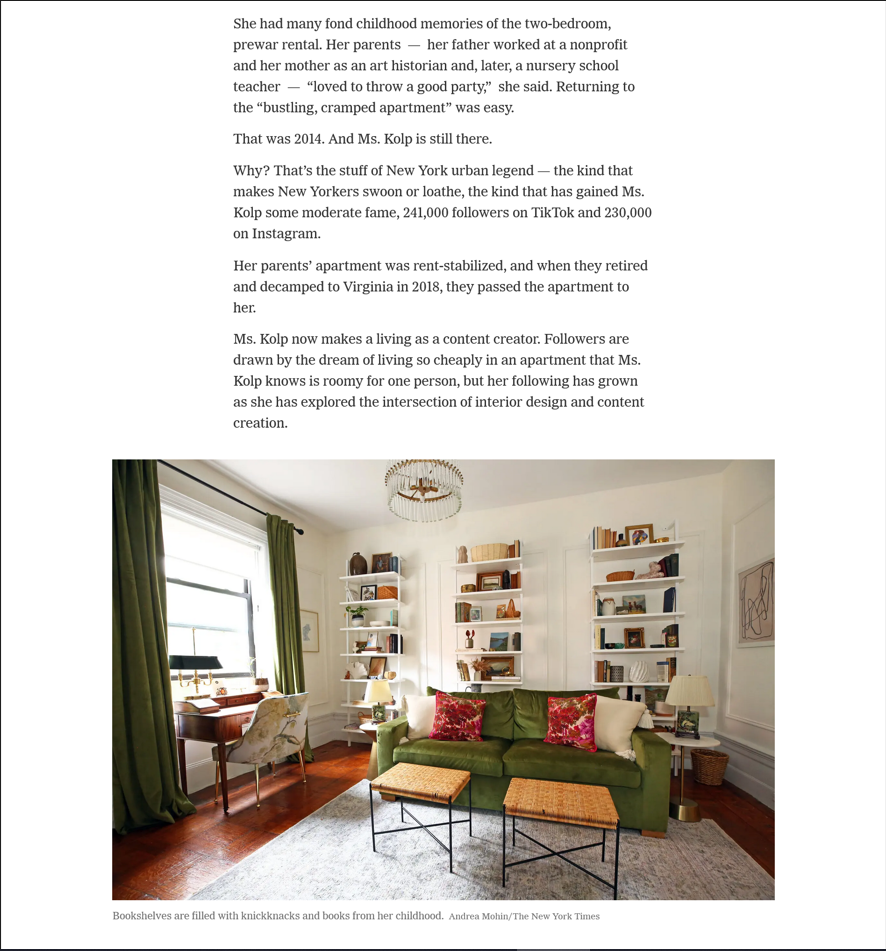 She had many fond childhood memories of the two-bedroom,
prewar rental. Her parents — her father worked at a nonprofit
and her mother as an art historian and, later, a nursery school
teacher — “loved to throw a good party,” she said. Returning to
the “bustling, cramped apartment” was easy.
That was 2014. And Ms. Kolp is still there.
Why? That’s the stuff of New York urban legend — the kind that
makes New Yorkers swoon or loathe, the kind that has gained Ms.
Kolp some moderate fame, 241,000 followers on TikTok and 230,000
on Instagram.
Her parents’ apartment was rent-stabilized, and when they retired
and decamped to Virginia in 2018, they passed the apartment to
her.
Ms. Kolp now makes a living as a content creator. Followers are
drawn by the dream of living so cheaply in an apartment that Ms.
Kolp knows is roomy for one person, but her following has grown
as she has explored the intersection of interior design and content
creation.
Bookshelves are filled with knickknacks and books from her childhood. Andrea Mohin/The New York Times